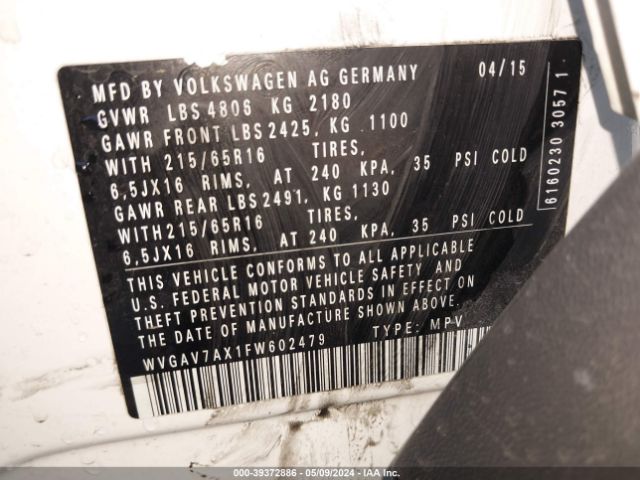 MFD BY VOLKSWAGEN AG GERMANY 04/15
GVWR LBS 4806 KG 2180
GAWR FRONT LBS 2425, KG 1100
WITH 215/65R16 TIRES,
6,5JX16 RIMS, AT 240 KPA, 35 PSI COLD
GAWR REAR LBS 2491, KG 1130
WITH 215/65R16 TIRES,
6,5JX16 RIMS, AT 240 KPA, 35 PSI COLD
THIS VEHICLE CONFORMS TO ALL APPLICABLE
U.S. FEDERAL MOTOR VEHICLE SAFETY AND
THEFT PREVENTION STANDARDS IN EFFECT ON
THE DATE OF MANUFACTURE SHOWN ABOVE.
WVGAV7AX1FW602479 TYPE: MPV
6160230 30571
000-39372886 - 05/09/2024 - IAA Inc.